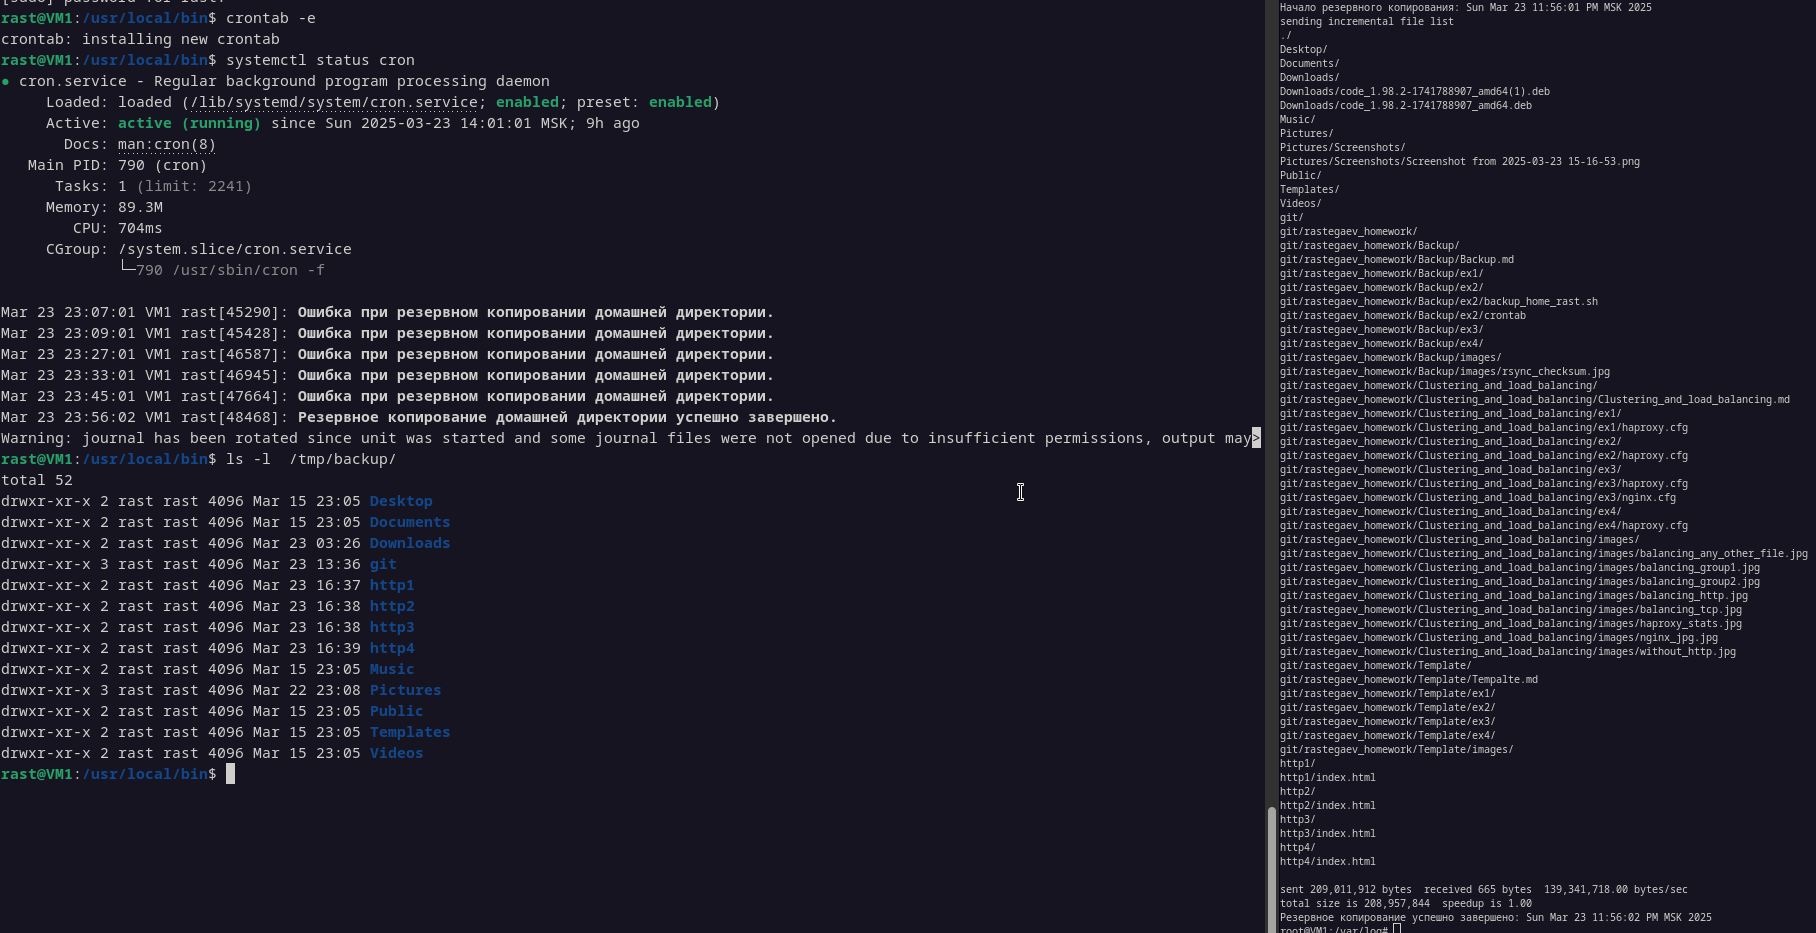 [sudo] password for rast:
rast@VM1:/usr/local/bin$ crontab -e
crontab: installing new crontab
rast@VM1:/usr/local/bin$ systemctl status cron
● cron.service - Regular background program processing daemon
     Loaded: loaded (/lib/systemd/system/cron.service; enabled; preset: enabled)
     Active: active (running) since Sun 2025-03-23 14:01:01 MSK; 9h ago
       Docs: man:cron(8)
   Main PID: 790 (cron)
      Tasks: 1 (limit: 2241)
     Memory: 89.3M
        CPU: 704ms
     CGroup: /system.slice/cron.service
             └─790 /usr/sbin/cron -f
Mar 23 23:07:01 VM1 rast[45290]: Ошибка при резервном копировании домашней директории.
Mar 23 23:09:01 VM1 rast[45428]: Ошибка при резервном копировании домашней директории.
Mar 23 23:27:01 VM1 rast[46587]: Ошибка при резервном копировании домашней директории.
Mar 23 23:33:01 VM1 rast[46945]: Ошибка при резервном копировании домашней директории.
Mar 23 23:45:01 VM1 rast[47664]: Ошибка при резервном копировании домашней директории.
Mar 23 23:56:02 VM1 rast[48468]: Резервное копирование домашней директории успешно завершено.
Warning: journal has been rotated since unit was started and some journal files were not opened due to insufficient permissions, output may>
rast@VM1:/usr/local/bin$ ls -l  /tmp/backup/
total 52
drwxr-xr-x 2 rast rast 4096 Mar 15 23:05 Desktop
drwxr-xr-x 2 rast rast 4096 Mar 15 23:05 Documents
drwxr-xr-x 2 rast rast 4096 Mar 23 03:26 Downloads
drwxr-xr-x 3 rast rast 4096 Mar 23 13:36 git
drwxr-xr-x 2 rast rast 4096 Mar 23 16:37 http1
drwxr-xr-x 2 rast rast 4096 Mar 23 16:38 http2
drwxr-xr-x 2 rast rast 4096 Mar 23 16:38 http3
drwxr-xr-x 2 rast rast 4096 Mar 23 16:39 http4
drwxr-xr-x 2 rast rast 4096 Mar 15 23:05 Music
drwxr-xr-x 3 rast rast 4096 Mar 22 23:08 Pictures
drwxr-xr-x 2 rast rast 4096 Mar 15 23:05 Public
drwxr-xr-x 2 rast rast 4096 Mar 15 23:05 Templates
drwxr-xr-x 2 rast rast 4096 Mar 15 23:05 Videos
rast@VM1:/usr/local/bin$
Начало резервного копирования: Sun Mar 23 11:56:01 PM MSK 2025
sending incremental file list
./
Desktop/
Documents/
Downloads/
Downloads/code_1.98.2-1741788907_amd64(1).deb
Downloads/code_1.98.2-1741788907_amd64.deb
Music/
Pictures/
Pictures/Screenshots/
Pictures/Screenshots/Screenshot from 2025-03-23 15-16-53.png
Public/
Templates/
Videos/
git/
git/rastegaev_homework/
git/rastegaev_homework/Backup/
git/rastegaev_homework/Backup/Backup.md
git/rastegaev_homework/Backup/ex1/
git/rastegaev_homework/Backup/ex2/
git/rastegaev_homework/Backup/ex2/backup_home_rast.sh
git/rastegaev_homework/Backup/ex2/crontab
git/rastegaev_homework/Backup/ex3/
git/rastegaev_homework/Backup/ex4/
git/rastegaev_homework/Backup/images/
git/rastegaev_homework/Backup/images/rsync_checksum.jpg
git/rastegaev_homework/Clustering_and_load_balancing/
git/rastegaev_homework/Clustering_and_load_balancing/Clustering_and_load_balancing.md
git/rastegaev_homework/Clustering_and_load_balancing/ex1/
git/rastegaev_homework/Clustering_and_load_balancing/ex1/haproxy.cfg
git/rastegaev_homework/Clustering_and_load_balancing/ex2/
git/rastegaev_homework/Clustering_and_load_balancing/ex2/haproxy.cfg
git/rastegaev_homework/Clustering_and_load_balancing/ex3/
git/rastegaev_homework/Clustering_and_load_balancing/ex3/haproxy.cfg
git/rastegaev_homework/Clustering_and_load_balancing/ex3/nginx.cfg
git/rastegaev_homework/Clustering_and_load_balancing/ex4/
git/rastegaev_homework/Clustering_and_load_balancing/ex4/haproxy.cfg
git/rastegaev_homework/Clustering_and_load_balancing/images/
git/rastegaev_homework/Clustering_and_load_balancing/images/balancing_any_other_file.jpg
git/rastegaev_homework/Clustering_and_load_balancing/images/balancing_group1.jpg
git/rastegaev_homework/Clustering_and_load_balancing/images/balancing_group2.jpg
git/rastegaev_homework/Clustering_and_load_balancing/images/balancing_http.jpg
git/rastegaev_homework/Clustering_and_load_balancing/images/balancing_tcp.jpg
git/rastegaev_homework/Clustering_and_load_balancing/images/haproxy_stats.jpg
git/rastegaev_homework/Clustering_and_load_balancing/images/nginx_jpg.jpg
git/rastegaev_homework/Clustering_and_load_balancing/images/without_http.jpg
git/rastegaev_homework/Template/
git/rastegaev_homework/Template/Tempalte.md
git/rastegaev_homework/Template/ex1/
git/rastegaev_homework/Template/ex2/
git/rastegaev_homework/Template/ex3/
git/rastegaev_homework/Template/ex4/
git/rastegaev_homework/Template/images/
http1/
http1/index.html
http2/
http2/index.html
http3/
http3/index.html
http4/
http4/index.html
sent 209,011,912 bytes  received 665 bytes  139,341,718.00 bytes/sec
total size is 208,957,844  speedup is 1.00
Резервное копирование успешно завершено: Sun Mar 23 11:56:02 PM MSK 2025
root@VM1:/var/log#